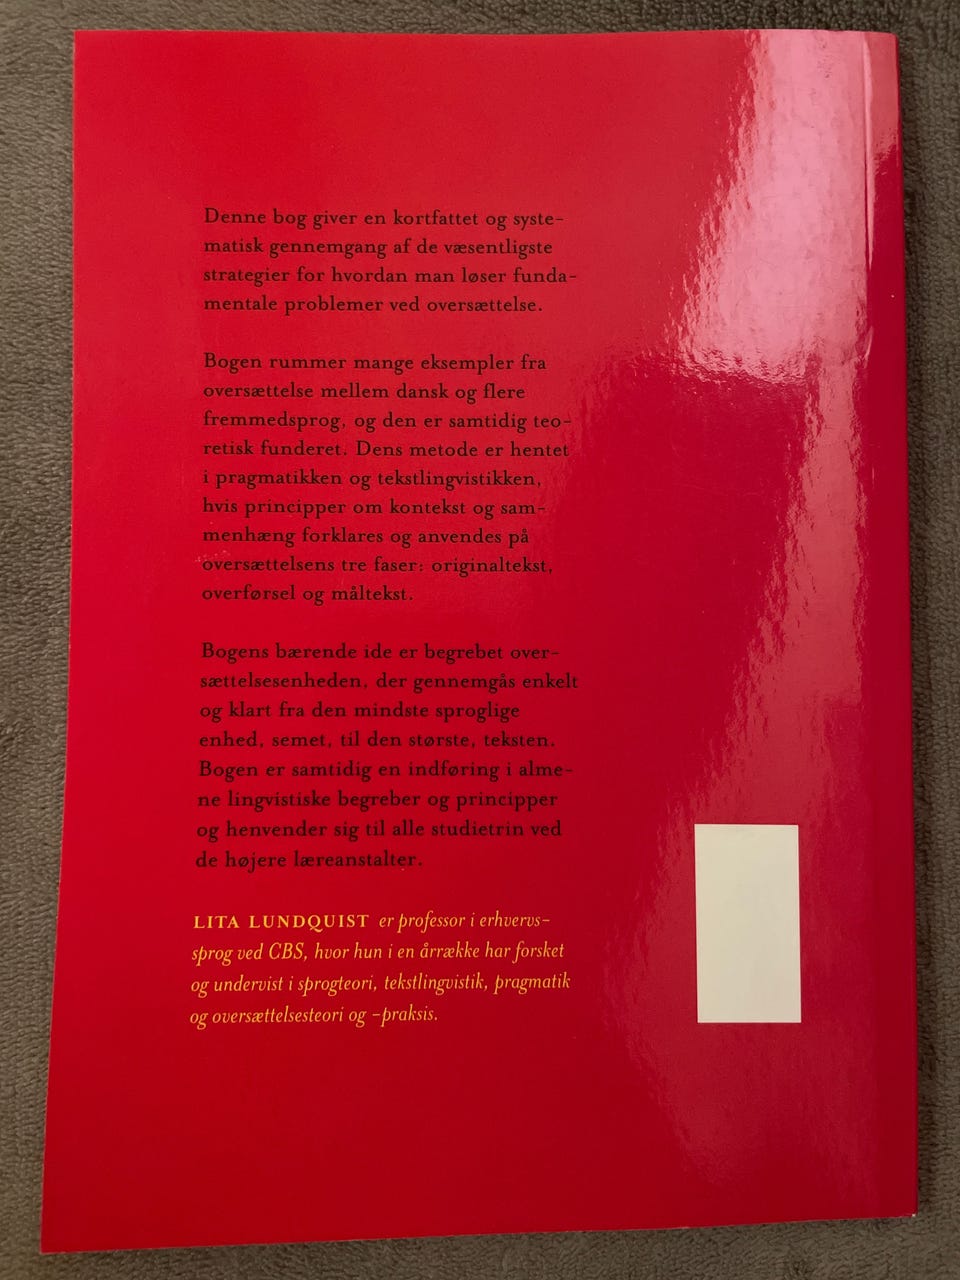 Denne bog giver en kortfattet og syste-
matisk gennemgang af de væsentligste
strategier for hvordan man løser funda-
mentale problemer ved oversættelse.
Bogen rummer mange eksempler fra
oversættelse mellem dansk og flere
fremmedsprog, og den er samtidig teo-
retisk funderet. Dens metode er hentet
i pragmatikken og tekstlingvistikken,
hvis principper om kontekst og sam-
menhæng forklares og anvendes på
oversættelsens tre faser: originaltekst,
overførsel og måltekst.
Bogens bærende ide er begrebet over-
sættelsesenheden, der gennemgås enkelt
og klart fra den mindste sproglige
enhed, semet, til den største, teksten.
Bogen er samtidig en indføring i alme-
ne lingvistiske begreber og principper
og henvender sig til alle studietrin ved
de højere læreanstalter.
LITA LUNDQUIST er professor i erhvervs-
sprog ved CBS, hvor hun i en årrække har forsket
og undervist i sprogteori, tekstlingvistik, pragmatik
og oversættelsesteori og -praksis.